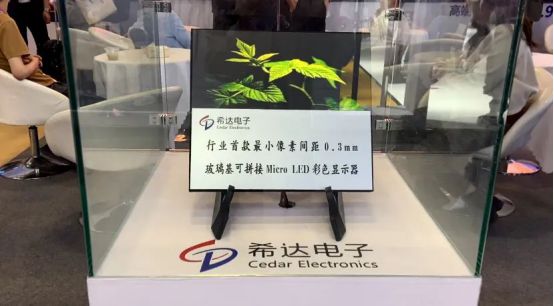 希达电子
Cedar Electronics
行业首款最小像素间距0.3mm
玻璃基可拼接Micro LED彩色显示器
希达电子
Cedar Electronics